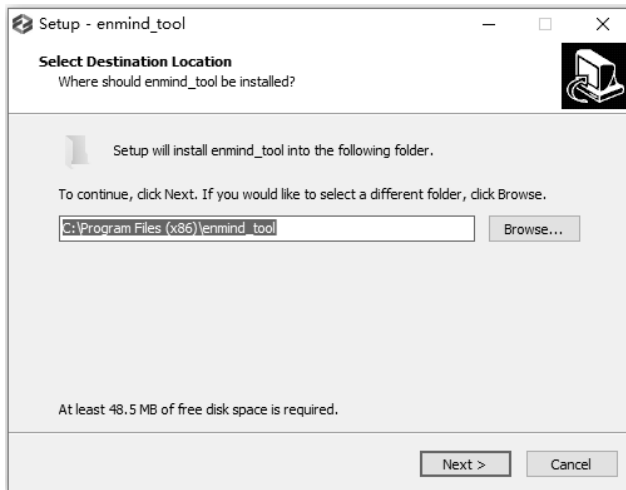 Setup - enmind_tool
Select Destination Location
Where should enmind_tool be installed?
Setup will install enmind_tool into the following folder.
To continue, click Next. If you would like to select a different folder, click Browse.
C:\Program Files (x86)\enmind_tool
Browse...
At least 48.5 MB of free disk space is required.
Next >
Cancel